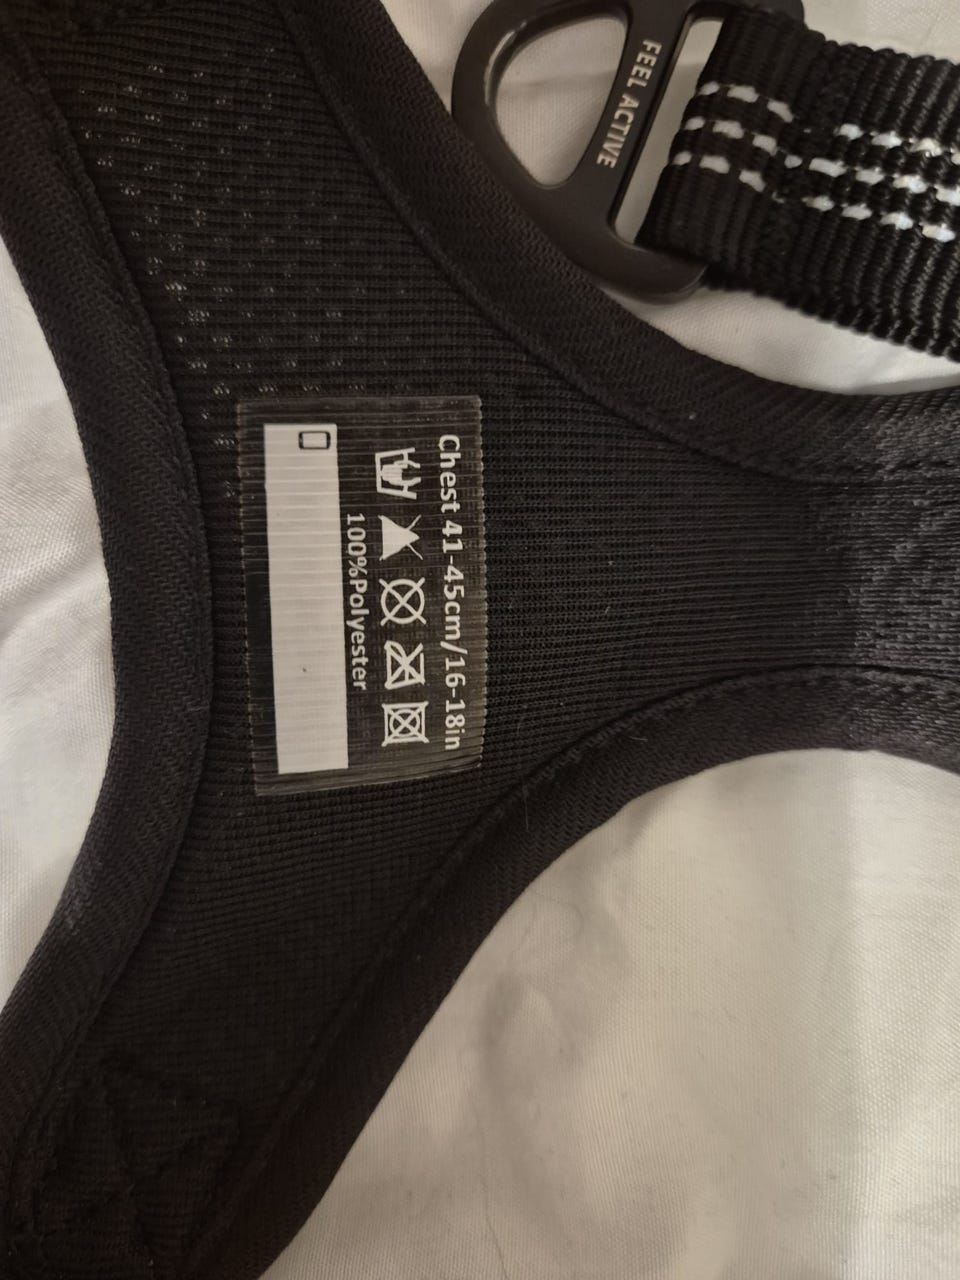 FEEL ACTIVE
Chest 41-45cm/16-18in
100%Polyester